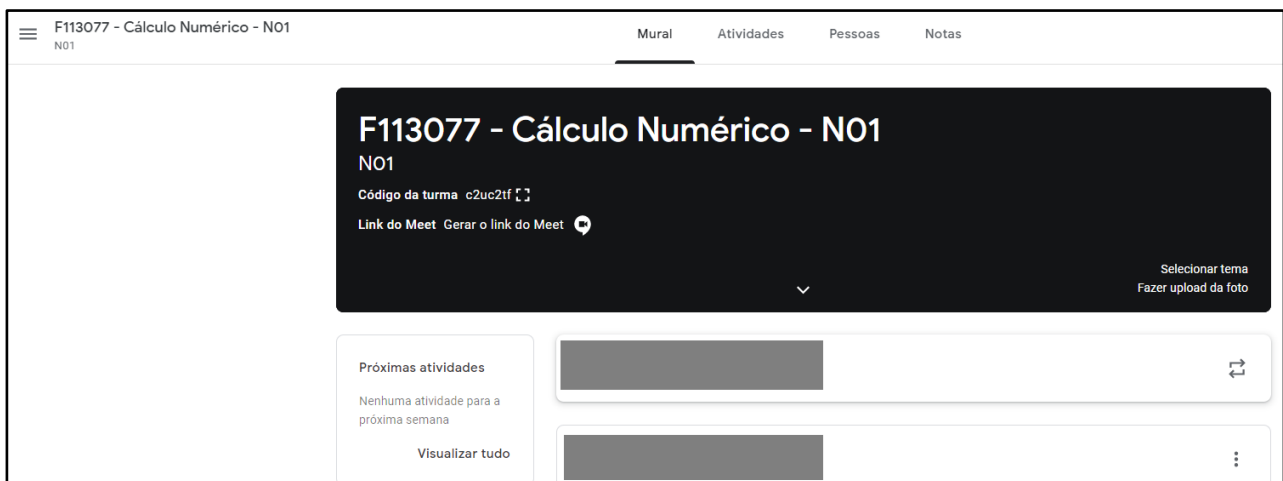 F113077 - Cálculo Numérico - N01
N01
Mural Atividades Pessoas Notas
F113077 - Cálculo Numérico - N01
N01
Código da turma c2uc2tf
Link do Meet Gerar o link do Meet
Selecionar tema
Fazer upload da foto
Próximas atividades
Nenhuma atividade para a
próxima semana
Visualizar tudo